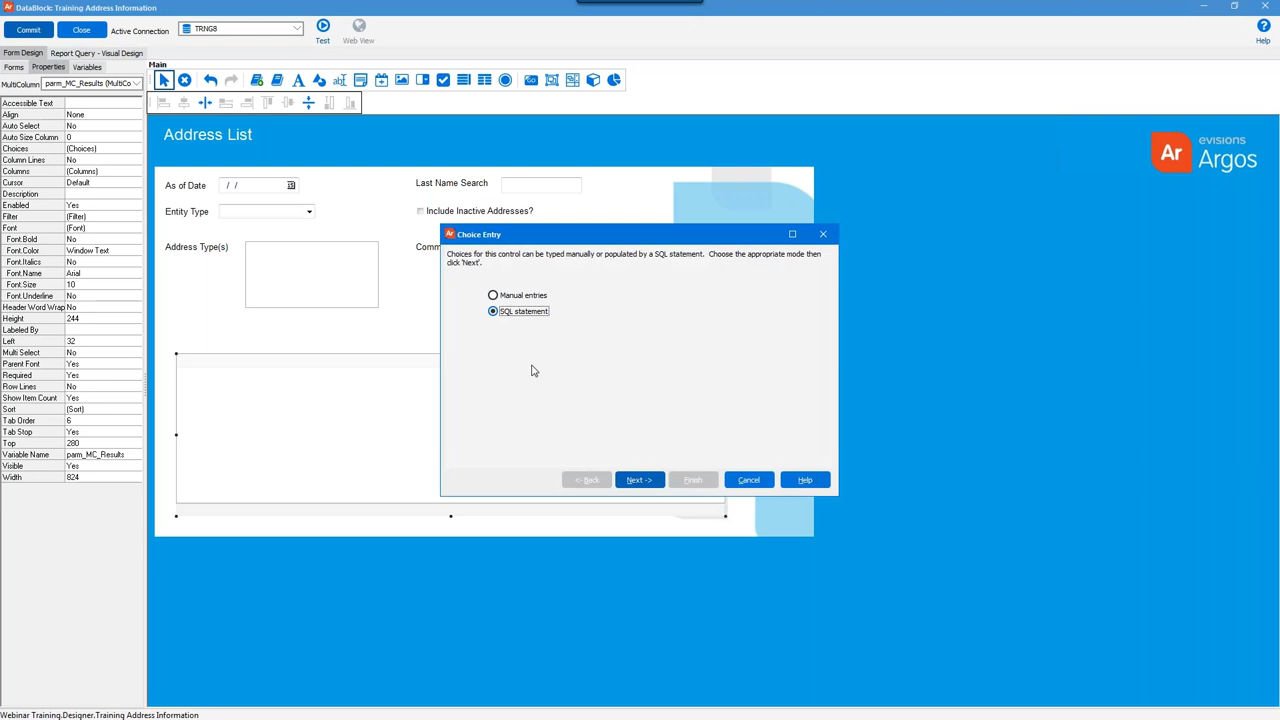 DataBlock: Training Address Information
Commit
Close
Active Connection
TRNG8
Test
Web View
Help
Form Design
Report Query - Visual Design
Forms
Properties
Variables
Main
MultiColumn
parm_MC_Results (MultiCo
Accessible Text
Align None
Auto Select No
Auto Size Column 0
Choices (Choices)
Column Lines No
Columns (Columns)
Cursor Default
Description
Enabled Yes
Filter (Filter)
Font (Font)
Font.Bold No
Font.Color Window Text
Font.Italics No
Font.Name Arial
Font.Size 10
Font.Underline No
Header Word Wrap No
Height 244
Labeled By
Left 32
Multi Select No
Parent Font Yes
Required Yes
Row Lines No
Show Item Count Yes
Sort (Sort)
Tab Order 6
Tab Stop Yes
Top 280
Variable Name parm_MC_Results
Visible Yes
Width 824
Address List
Ar evisions Argos
As of Date / /
Last Name Search
Entity Type
Include Inactive Addresses?
Address Type(s)
Comm
Ar Choice Entry
Choices for this control can be typed manually or populated by a SQL statement. Choose the appropriate mode then
click 'Next'.
Manual entries
SQL statement
<- Back
Next ->
Finish
Cancel
Help
Webinar Training.Designer.Training Address Information